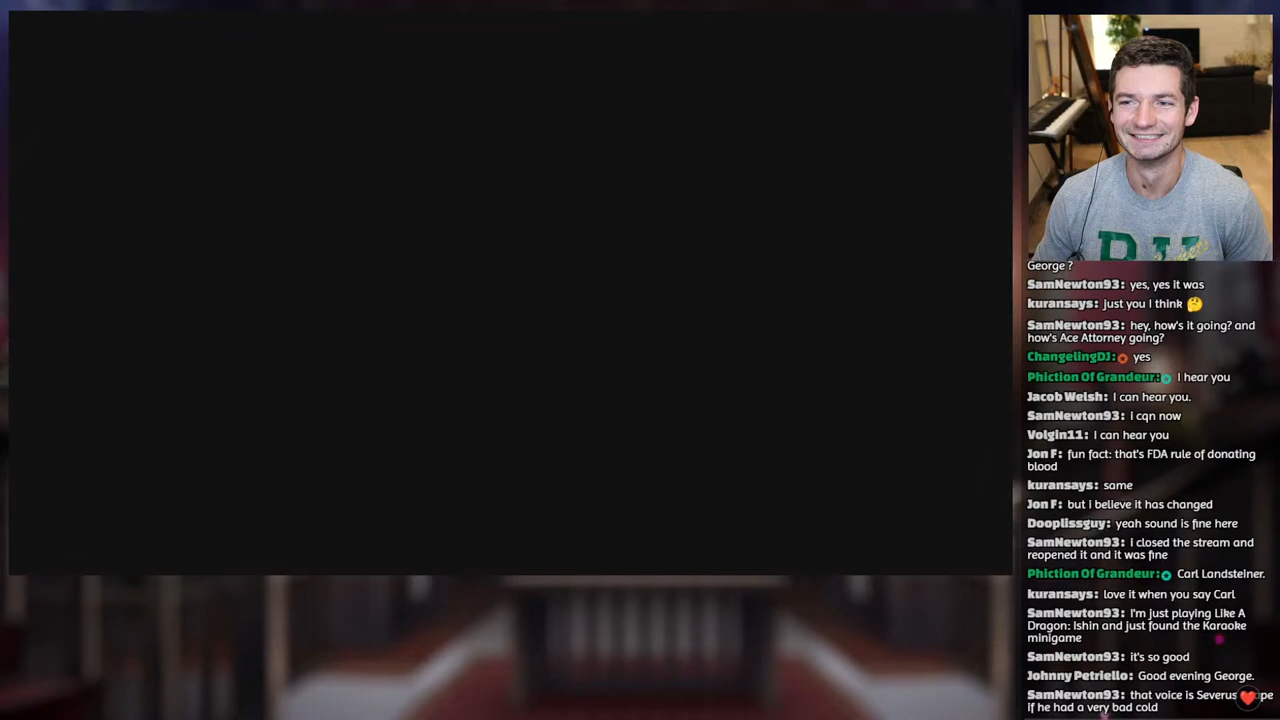 George ?
SamNewton93: yes, yes it was
kuransays: just you I think 🤔
SamNewton93: hey, how's it going? and
how's Ace Attorney going?
ChangelingDJ: yes
Phiction Of Grandeur: I hear you
Jacob Welsh: I can hear you.
SamNewton93: i cqn now
Volgin11: I can hear you
Jon F: fun fact: that's FDA rule of donating
blood
kuransays: same
Jon F: but i believe it has changed
Dooplissguy: yeah sound is fine here
SamNewton93: i closed the stream and
reopened it and it was fine
Phiction Of Grandeur: Carl Landsteiner.
kuransays: love it when you say Carl
SamNewton93: I'm just playing Like A
Dragon: Ishin and just found the Karaoke
minigame
SamNewton93: it's so good
Johnny Petriello: Good evening George.
SamNewton93: that voice is Severus
if he had a very bad cold